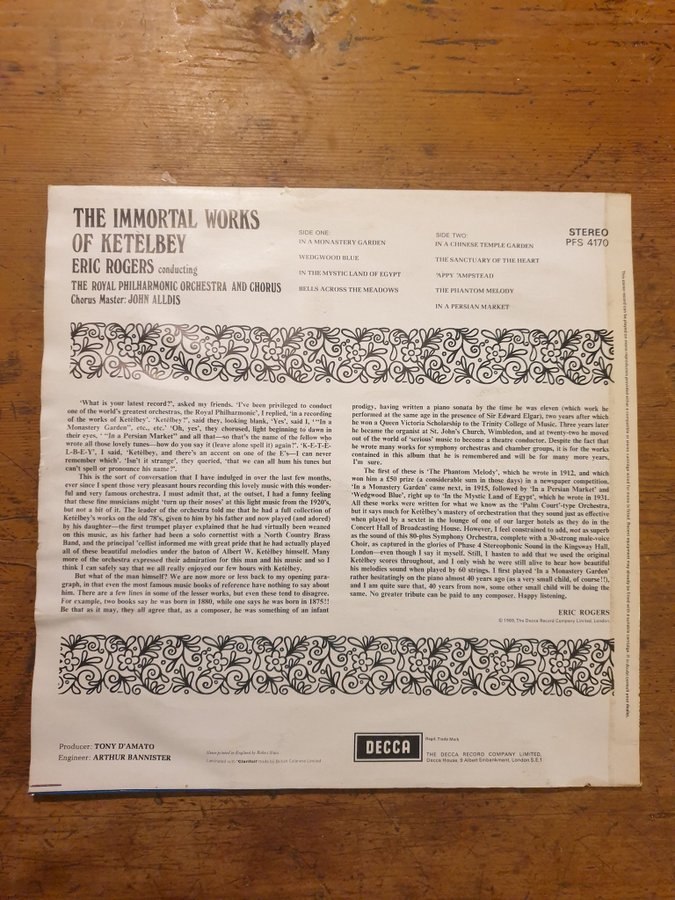 THE IMMORTAL WORKS
OF KETELBEY
ERIC ROGERS conducting
THE ROYAL PHILHARMONIC ORCHESTRA AND CHORUS
Chorus Master: JOHN ALLDIS
SIDE ONE:
IN A MONASTERY GARDEN
WEDGWOOD BLUE
IN THE MYSTIC LAND OF EGYPT
BELLS ACROSS THE MEADOWS
SIDE TWO:
IN A CHINESE TEMPLE GARDEN
THE SANCTUARY OF THE HEART
'APPY 'AMPSTEAD
THE PHANTOM MELODY
IN A PERSIAN MARKET
STEREO
PFS 4170
'What is your latest record?', asked my friends. 'I've been privileged to conduct
one of the world's greatest orchestras, the Royal Philharmonic', I replied, 'in a recording
of the works of Ketèlbey'. 'Ketèlbey?', said they, looking blank, 'Yes', said I, '"In a
Monastery Garden", etc., etc.' 'Oh, yes', they chorused, light beginning to dawn in
their eyes, '"In a Persian Market" and all that—so that's the name of the fellow who
wrote all those lovely tunes—how do you spell it (leave alone spell it) again?'. 'K-E-T-E-
L-B-E-Y', I said, 'Ketèlbey, and there's an accent on one of the E's—I can never
remember which'. 'Isn't it strange', they queried, 'that we can all hum his tunes but
can't spell or pronounce his name?'.
This is the sort of conversation that I have indulged in over the last few months,
ever since I spent those very pleasant hours recording this lovely music with this wonder-
ful and very famous orchestra. I must admit that, at the outset, I had a funny feeling
that these fine musicians might 'turn up their noses' at this light music from the 1920's,
but not a bit of it. The leader of the orchestra told me that he had a full collection of
Ketèlbey's works on the old 78's, given to him by his father and now played (and adored)
by his daughter—the first trumpet player explained that he had virtually been weaned
on this music, as his father had been a solo cornettist with a North Country Brass
Band, and the principal 'cellist informed me with great pride that he had actually played
all of these beautiful melodies under the baton of Albert W. Ketèlbey himself. Many
more of the orchestra expressed their admiration for this man and his music and so I
think I can safely say that we all really enjoyed our few hours with Ketèlbey.
But what of the man himself? We are now more or less back to my opening para-
graph, in that even the most famous music books of reference have nothing to say about
him. There are a few lines in some of the lesser works, but even these tend to disagree.
For example, two books say he was born in 1880, while one says he was born in 1875!!
Be that as it may, they all agree that, as a composer, he was something of an infant
prodigy, having written a piano sonata by the time he was eleven (which work he
performed at the same age in the presence of Sir Edward Elgar), two years after which
he won a Queen Victoria Scholarship to the Trinity College of Music. Three years later
he became the organist at St. John's Church, Wimbledon, and at twenty-two he moved
out of the world of 'serious' music to become a theatre conductor. Despite the fact that
he wrote many works for symphony orchestras and chamber groups, it is for the works
contained in this album that he is remembered and will be for many more years,
I'm sure.
The first of these is 'The Phantom Melody', which he wrote in 1912, and which
won him a £50 prize (a considerable sum in those days) in a newspaper competition.
'In a Monastery Garden' came next, in 1915, followed by 'In a Persian Market' and
'Wedgwood Blue', right up to 'In the Mystic Land of Egypt', which he wrote in 1931.
All these works were written for what we know as the 'Palm Court'-type Orchestra,
but it says much for Ketèlbey's mastery of orchestration that they sound just as effective
when played by a sextet in the lounge of one of our larger hotels as they do in the
Concert Hall of Broadcasting House. However, I feel constrained to add, not as superb
as the sound of this 80-plus Symphony Orchestra, complete with a 30-strong male-voice
Choir, as captured in the glories of Phase 4 Stereophonic Sound in the Kingsway Hall,
London—even though I say it myself. Still, I hasten to add that we used the original
Ketèlbey scores throughout, and I only wish he were still alive to hear how beautiful
his melodies sound when played by 60 strings. I first played 'In a Monastery Garden'
rather hesitatingly on the piano almost 40 years ago (as a very small child, of course!!),
and I am quite sure that, 40 years from now, some other small child will be doing the
same. No greater tribute can be paid to any composer. Happy listening.
ERIC ROGERS
© 1969, The Decca Record Company Limited, London.
Producer: TONY D'AMATO
Engineer: ARTHUR BANNISTER
Laminated with 'Clarifoil' made by British Celanese Limited
DECCA
Regd. Trade Mark
THE DECCA RECORD COMPANY LIMITED,
Decca House, 9 Albert Embankment, London S.E.1